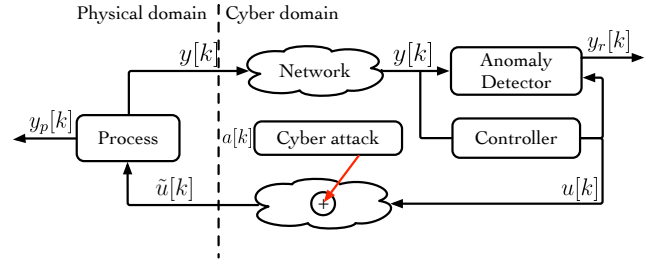 Physical domain
Cyber domain
y[k]
y[k]
y_r[k]
Network
Anomaly
Detector
y_p[k]
Process
a[k]
Cyber attack
Controller
ũ[k]
+
u[k]